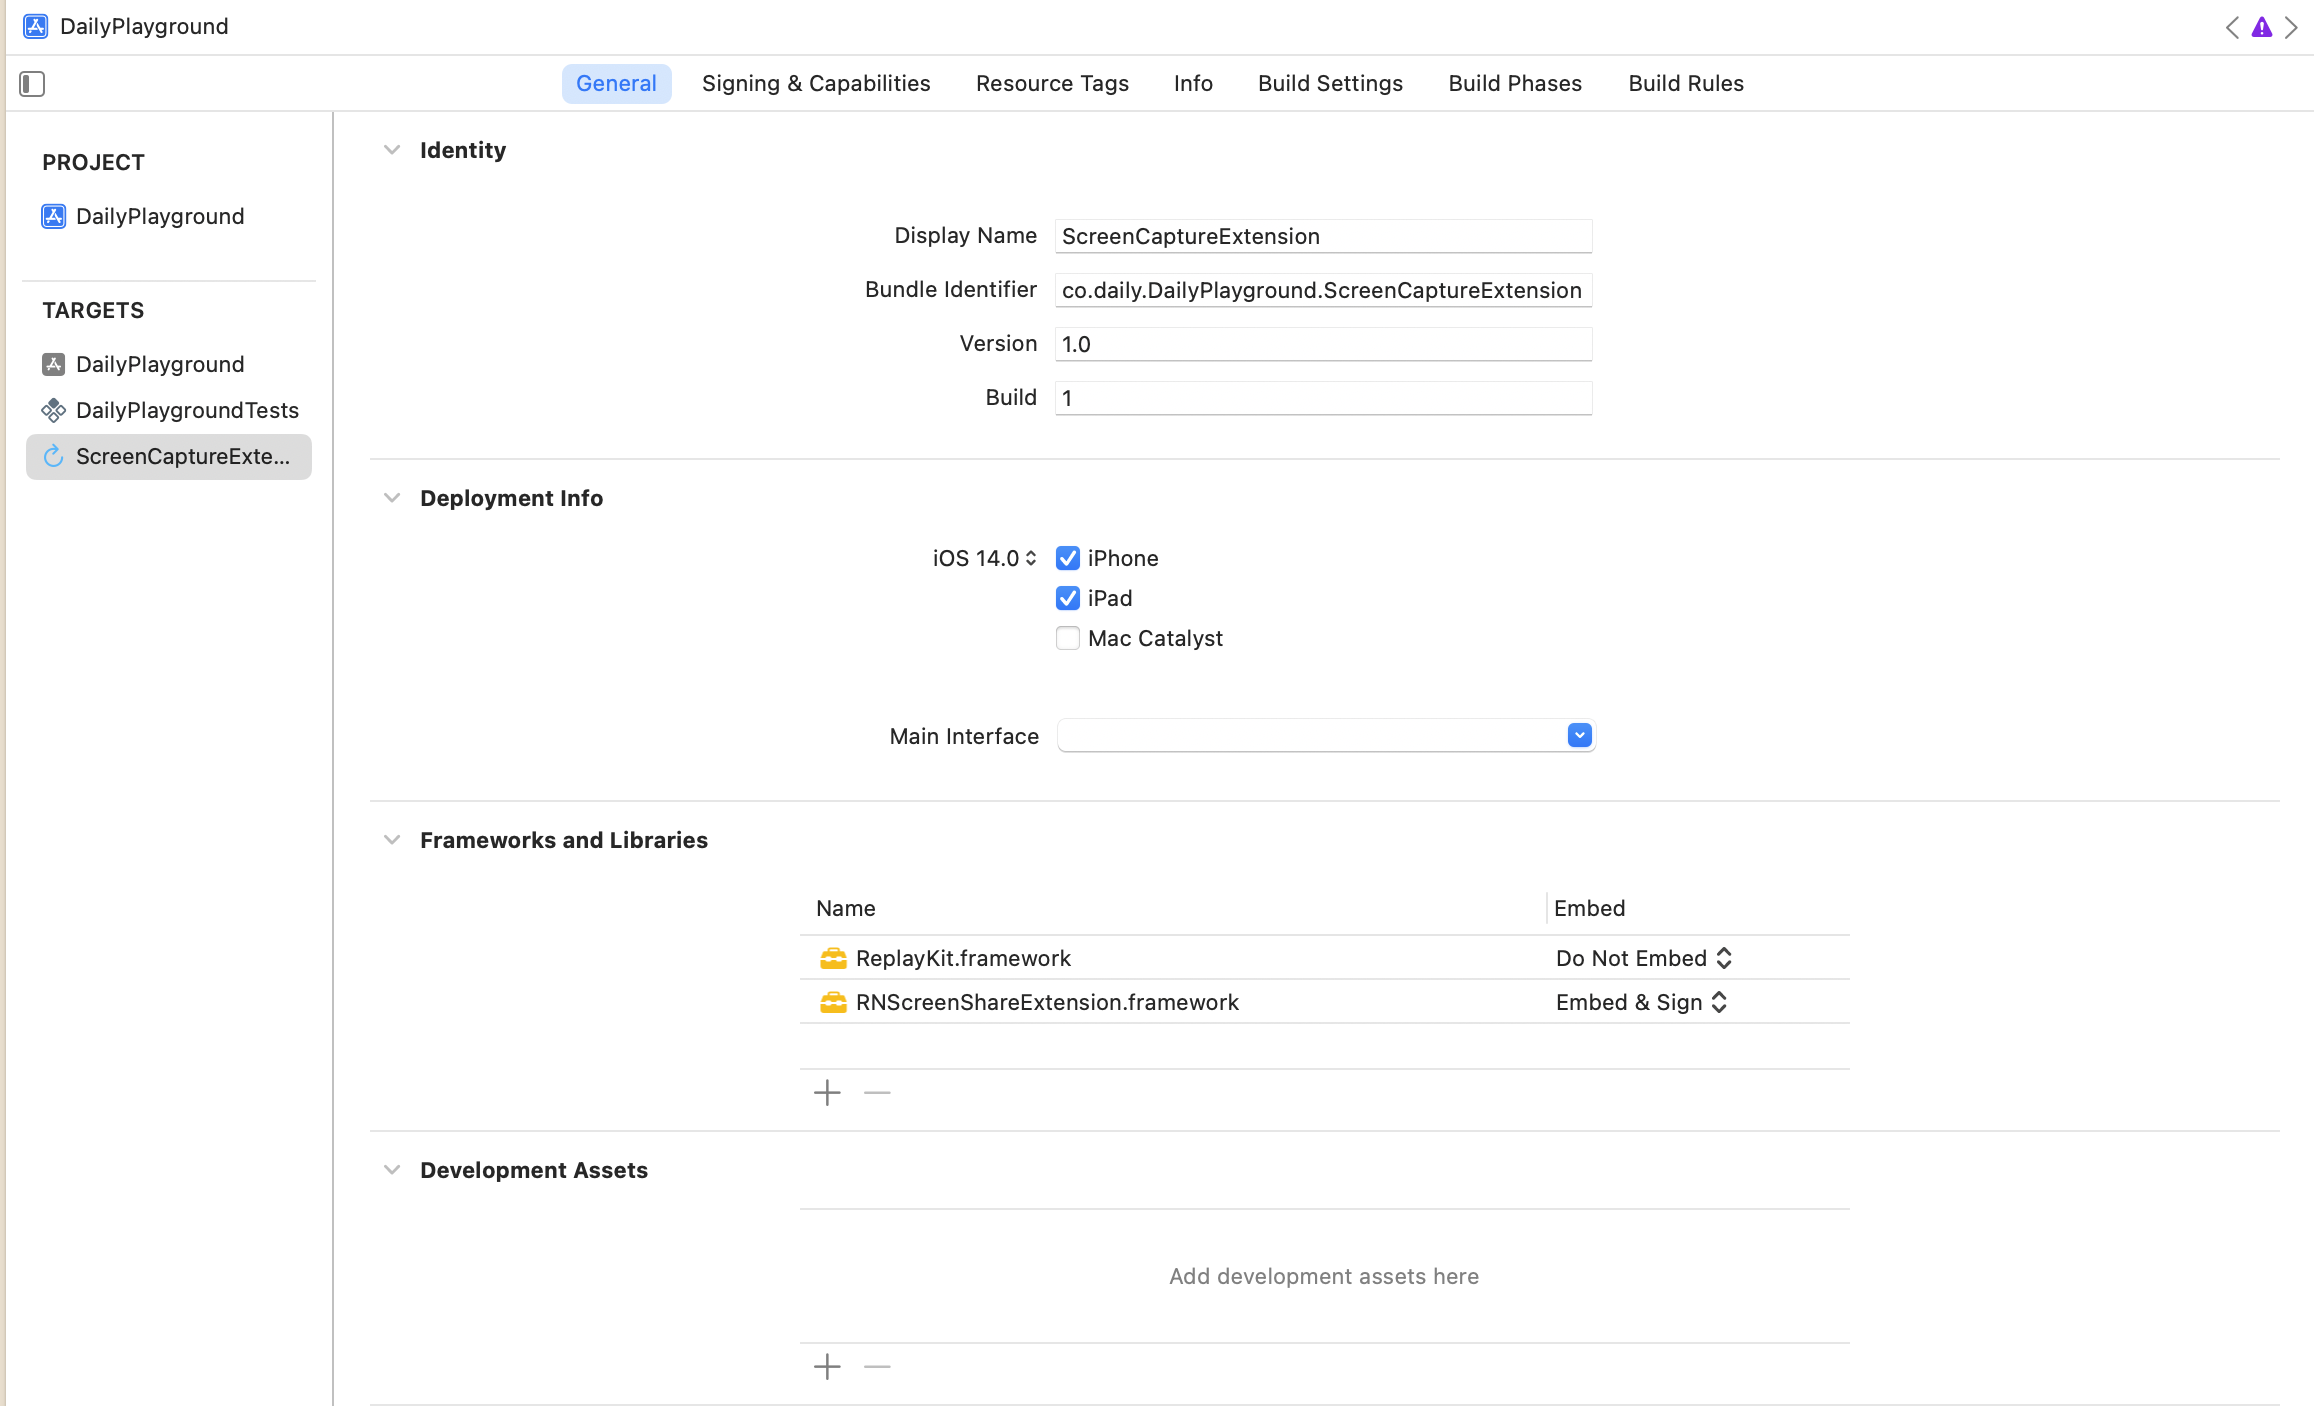 DailyPlayground
General Signing & Capabilities Resource Tags Info Build Settings Build Phases Build Rules
PROJECT
DailyPlayground
TARGETS
DailyPlayground
DailyPlaygroundTests
ScreenCaptureExte...
Identity
Display Name ScreenCaptureExtension
Bundle Identifier co.daily.DailyPlayground.ScreenCaptureExtension
Version 1.0
Build 1
Deployment Info
iOS 14.0 iPhone
iPad
Mac Catalyst
Main Interface
Frameworks and Libraries
Name Embed
ReplayKit.framework Do Not Embed
RNScreenShareExtension.framework Embed & Sign
Development Assets
Add development assets here